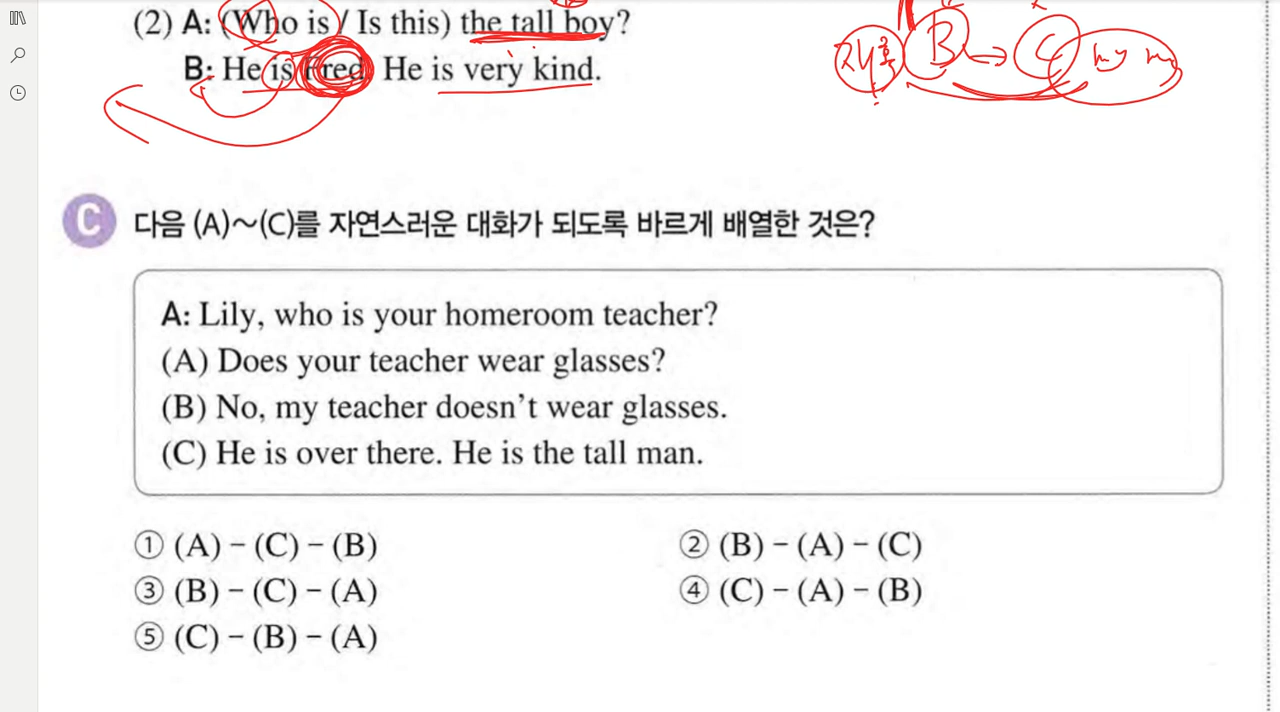 (2) A: (Who is / Is this) the tall boy?
B: He is Fred. He is very kind.
B → C my
C 다음 (A)~(C)를 자연스러운 대화가 되도록 바르게 배열한 것은?
A: Lily, who is your homeroom teacher?
(A) Does your teacher wear glasses?
(B) No, my teacher doesn't wear glasses.
(C) He is over there. He is the tall man.
① (A) – (C) – (B)
② (B) – (A) – (C)
③ (B) – (C) – (A)
④ (C) – (A) – (B)
⑤ (C) – (B) – (A)